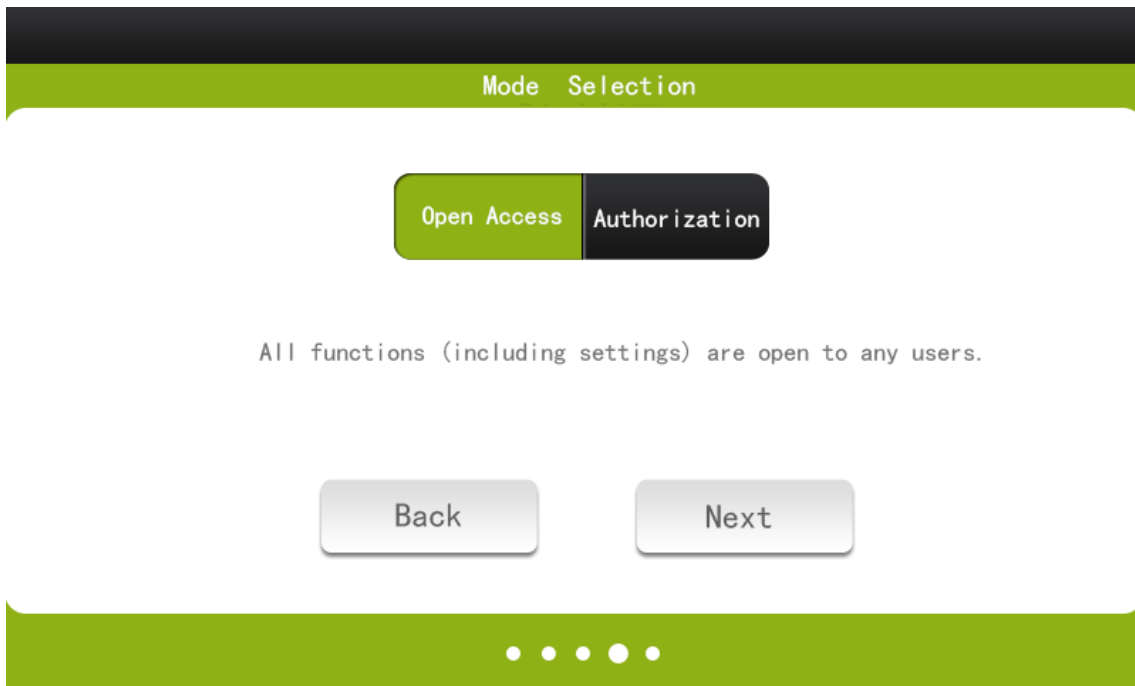 Mode Selection
Open Access Authorization
All functions (including settings) are open to any users.
Back Next